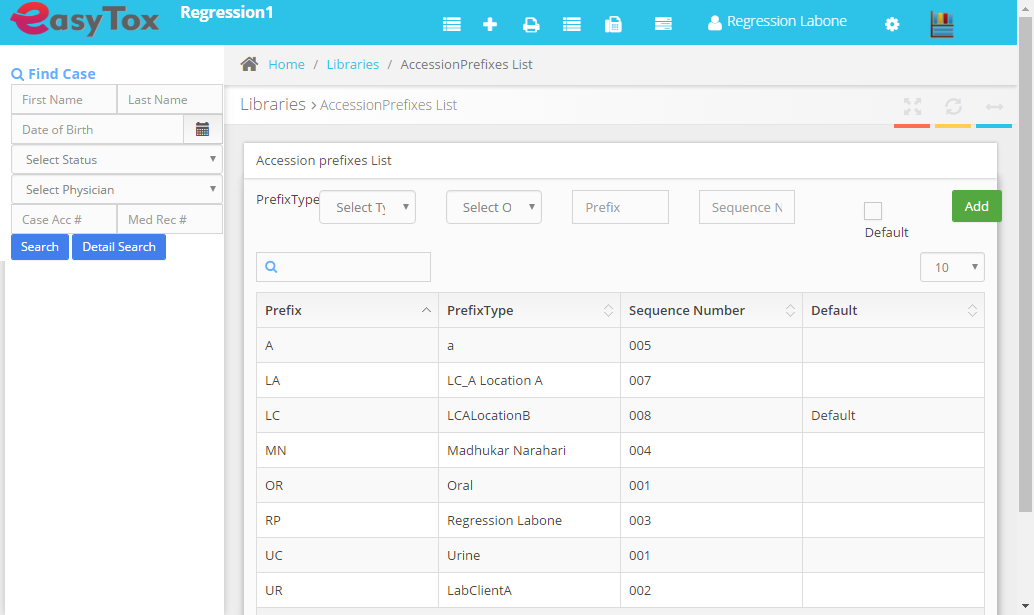 easyTox
Regression1
Regression Labone
Find Case
First Name Last Name
Date of Birth
Select Status
Select Physician
Case Acc # Med Rec #
Search Detail Search
Home / Libraries / AccessionPrefixes List
Libraries > AccessionPrefixes List
Accession prefixes List
PrefixType Select Ty Select O Prefix Sequence N Default Add
10
Prefix PrefixType Sequence Number Default
A a 005
LA LC_A Location A 007
LC LCALocationB 008 Default
MN Madhukar Narahari 004
OR Oral 001
RP Regression Labone 003
UC Urine 001
UR LabClientA 002